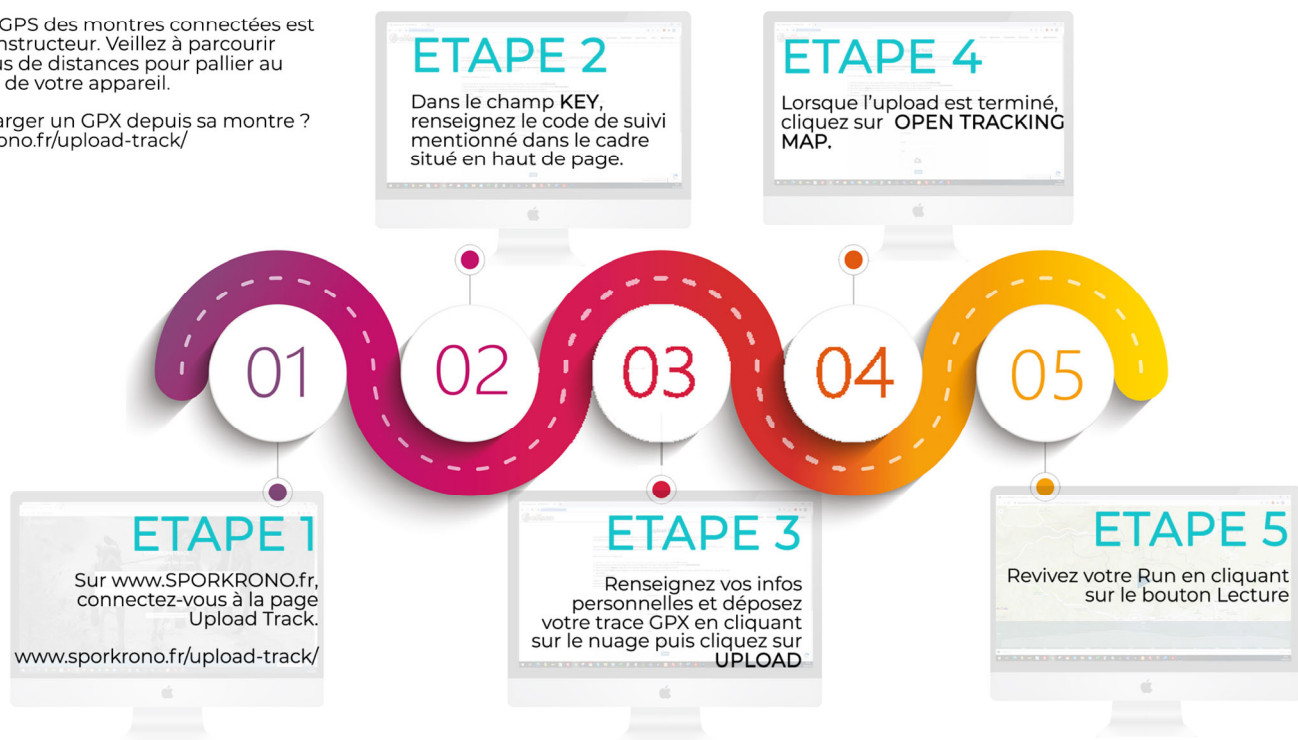 GPS des montres connectées est
nstructeur. Veillez à parcourir
us de distances pour pallier au
de votre appareil.
arger un GPX depuis sa montre ?
ono.fr/upload-track/
ETAPE 2
Dans le champ KEY,
renseignez le code de suivi
mentionné dans le cadre
situé en haut de page.
ETAPE 4
Lorsque l'upload est terminé,
cliquez sur OPEN TRACKING
MAP.
01
02
03
04
05
ETAPE 1
Sur www.SPORKRONO.fr,
connectez-vous à la page
Upload Track.
www.sporkrono.fr/upload-track/
ETAPE 3
Renseignez vos infos
personnelles et déposez
votre trace GPX en cliquant
sur le nuage puis cliquez sur
UPLOAD
ETAPE 5
Revivez votre Run en cliquant
sur le bouton Lecture